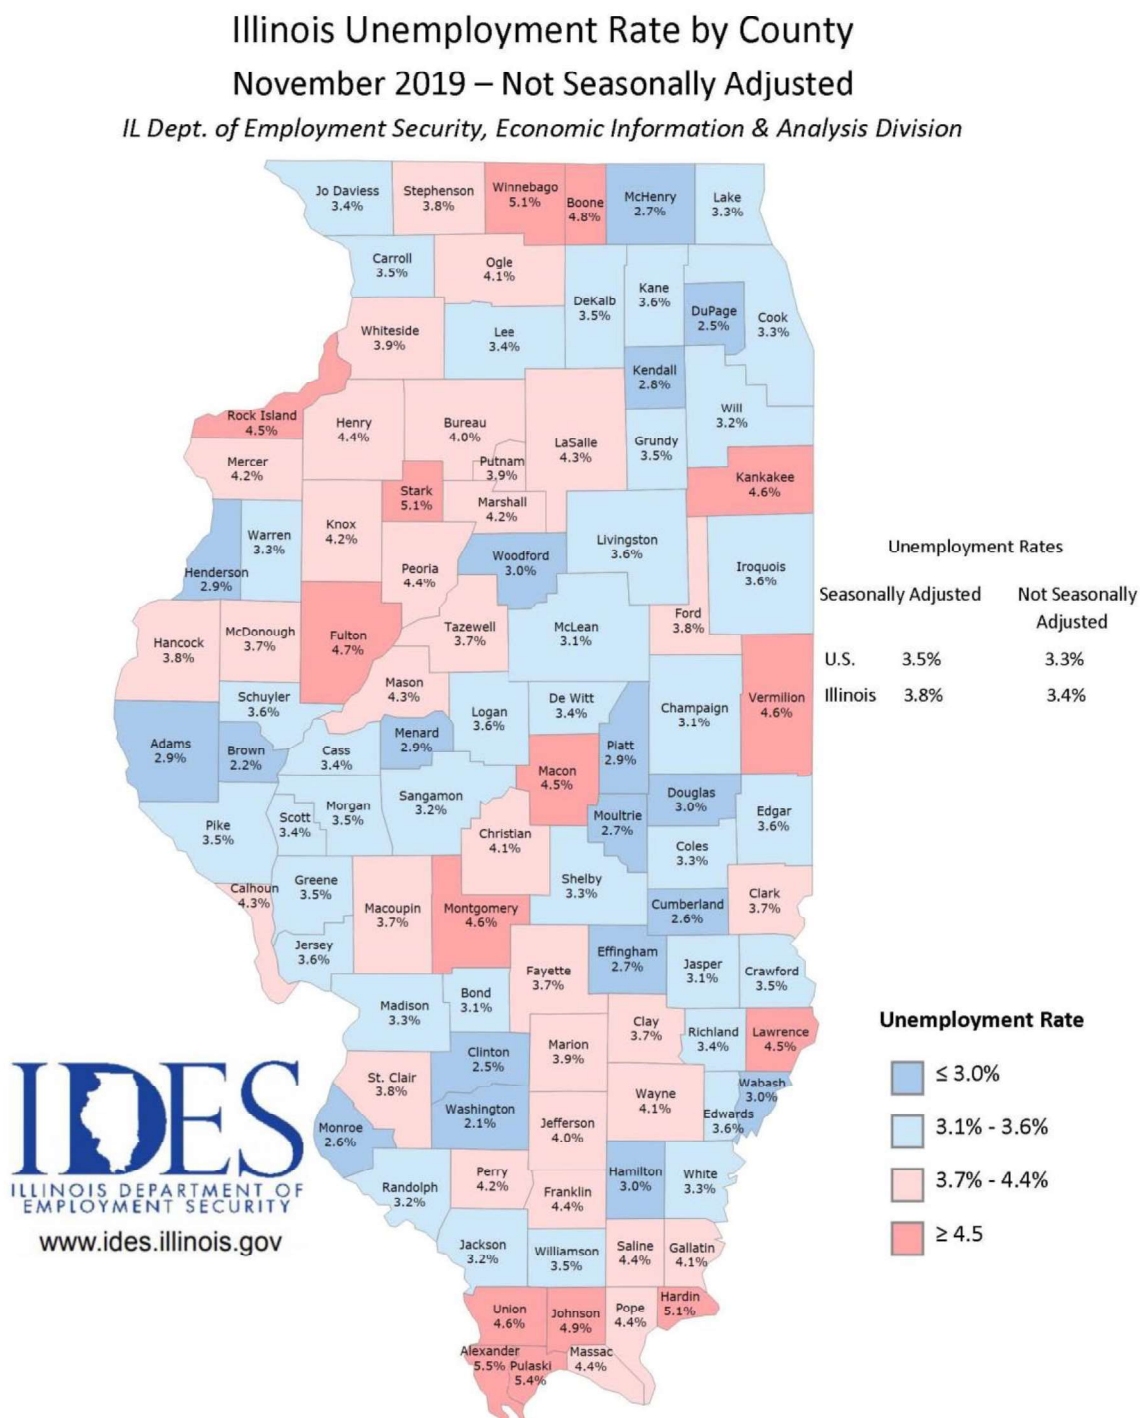 Illinois Unemployment Rate by County
November 2019 – Not Seasonally Adjusted
IL Dept. of Employment Security, Economic Information & Analysis Division
Jo Daviess
3.4%
Stephenson
3.8%
Winnebago
5.1%
Boone
4.8%
McHenry
2.7%
Lake
3.3%
Carroll
3.5%
Ogle
4.1%
DeKalb
3.5%
Kane
3.6%
DuPage
2.5%
Cook
3.3%
Whiteside
3.9%
Lee
3.4%
Kendall
2.8%
Will
3.2%
Rock Island
4.5%
Henry
4.4%
Bureau
4.0%
LaSalle
4.3%
Grundy
3.5%
Putnam
3.9%
Mercer
4.2%
Stark
5.1%
Marshall
4.2%
Kankakee
4.6%
Knox
4.2%
Warren
3.3%
Henderson
2.9%
Peoria
4.4%
Woodford
3.0%
Livingston
3.6%
Iroquois
3.6%
Ford
3.8%
Hancock
3.8%
McDonough
3.7%
Fulton
4.7%
Tazewell
3.7%
McLean
3.1%
Mason
4.3%
Schuyler
3.6%
Logan
3.6%
De Witt
3.4%
Champaign
3.1%
Vermilion
4.6%
Adams
2.9%
Brown
2.2%
Cass
3.4%
Menard
2.9%
Macon
4.5%
Piatt
2.9%
Pike
3.5%
Scott
3.4%
Morgan
3.5%
Sangamon
3.2%
Christian
4.1%
Moultrie
2.7%
Douglas
3.0%
Edgar
3.6%
Coles
3.3%
Calhoun
4.3%
Greene
3.5%
Jersey
3.6%
Macoupin
3.7%
Montgomery
4.6%
Shelby
3.3%
Cumberland
2.6%
Clark
3.7%
Effingham
2.7%
Fayette
3.7%
Jasper
3.1%
Crawford
3.5%
Madison
3.3%
Bond
3.1%
Clay
3.7%
Richland
3.4%
Lawrence
4.5%
Clinton
2.5%
Marion
3.9%
St. Clair
3.8%
Wayne
4.1%
Edwards
3.6%
Wabash
3.0%
Monroe
2.6%
Washington
2.1%
Jefferson
4.0%
Randolph
3.2%
Perry
4.2%
Franklin
4.4%
Hamilton
3.0%
White
3.3%
Jackson
3.2%
Williamson
3.5%
Saline
4.4%
Gallatin
4.1%
Union
4.6%
Johnson
4.9%
Pope
4.4%
Hardin
5.1%
Alexander
5.5%
Pulaski
5.4%
Massac
4.4%
Unemployment Rates
Seasonally Adjusted Not Seasonally
Adjusted
U.S. 3.5% 3.3%
Illinois 3.8% 3.4%
Unemployment Rate
≤ 3.0%
3.1% - 3.6%
3.7% - 4.4%
≥ 4.5
IDES
ILLINOIS DEPARTMENT OF
EMPLOYMENT SECURITY
www.ides.illinois.gov